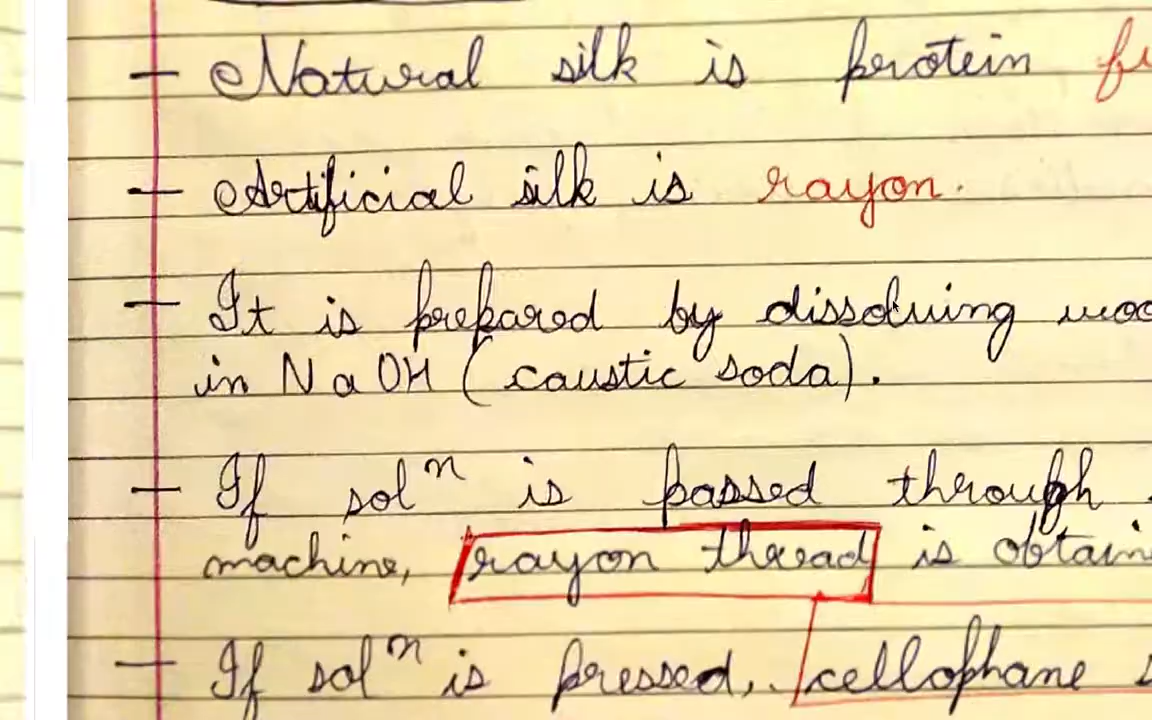 — Natural silk is protein
— Artificial silk is rayon.
— It is prepared by dissolving
in NaOH (caustic soda).
— If solⁿ is passed through
machine, rayon thread is
— If solⁿ is pressed, cellophane